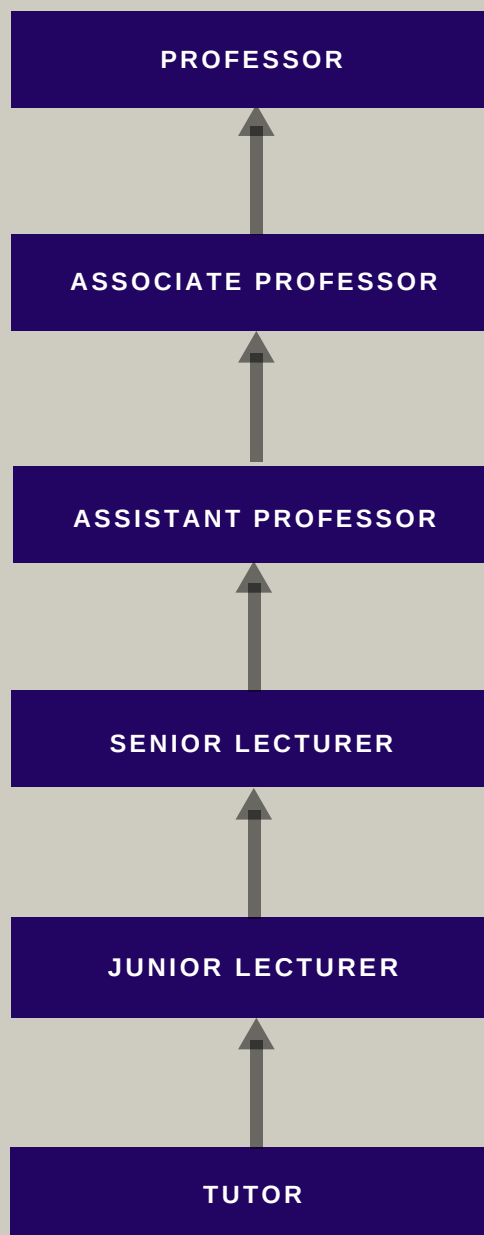 PROFESSOR
ASSOCIATE PROFESSOR
ASSISTANT PROFESSOR
SENIOR LECTURER
JUNIOR LECTURER
TUTOR